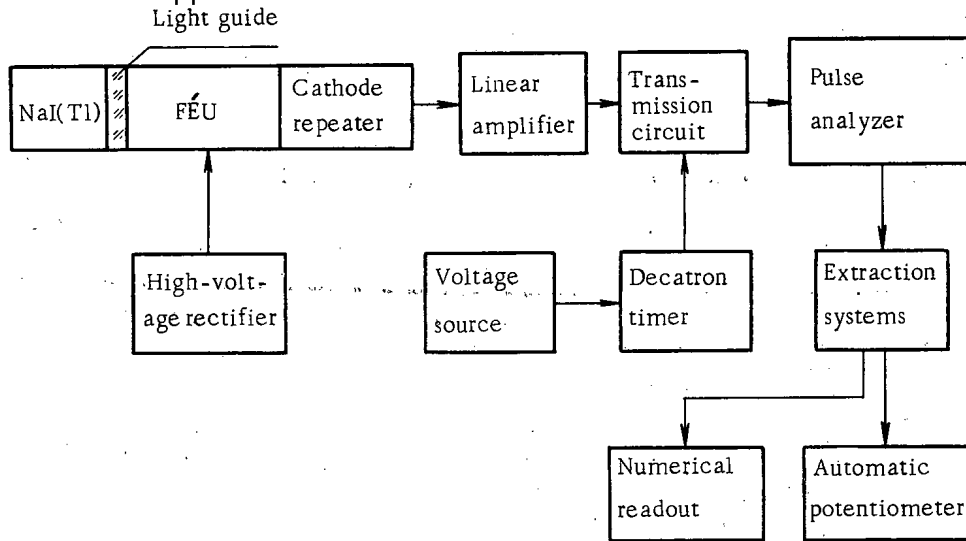 Light guide
NaI(Tl)
FÉU
Cathode
repeater
Linear
amplifier
Trans-
mission
circuit
Pulse
analyzer
High-volt-
age rectifier
Voltage
source
Decatron
timer
Extraction
systems
Numerical
readout
Automatic
potentiometer